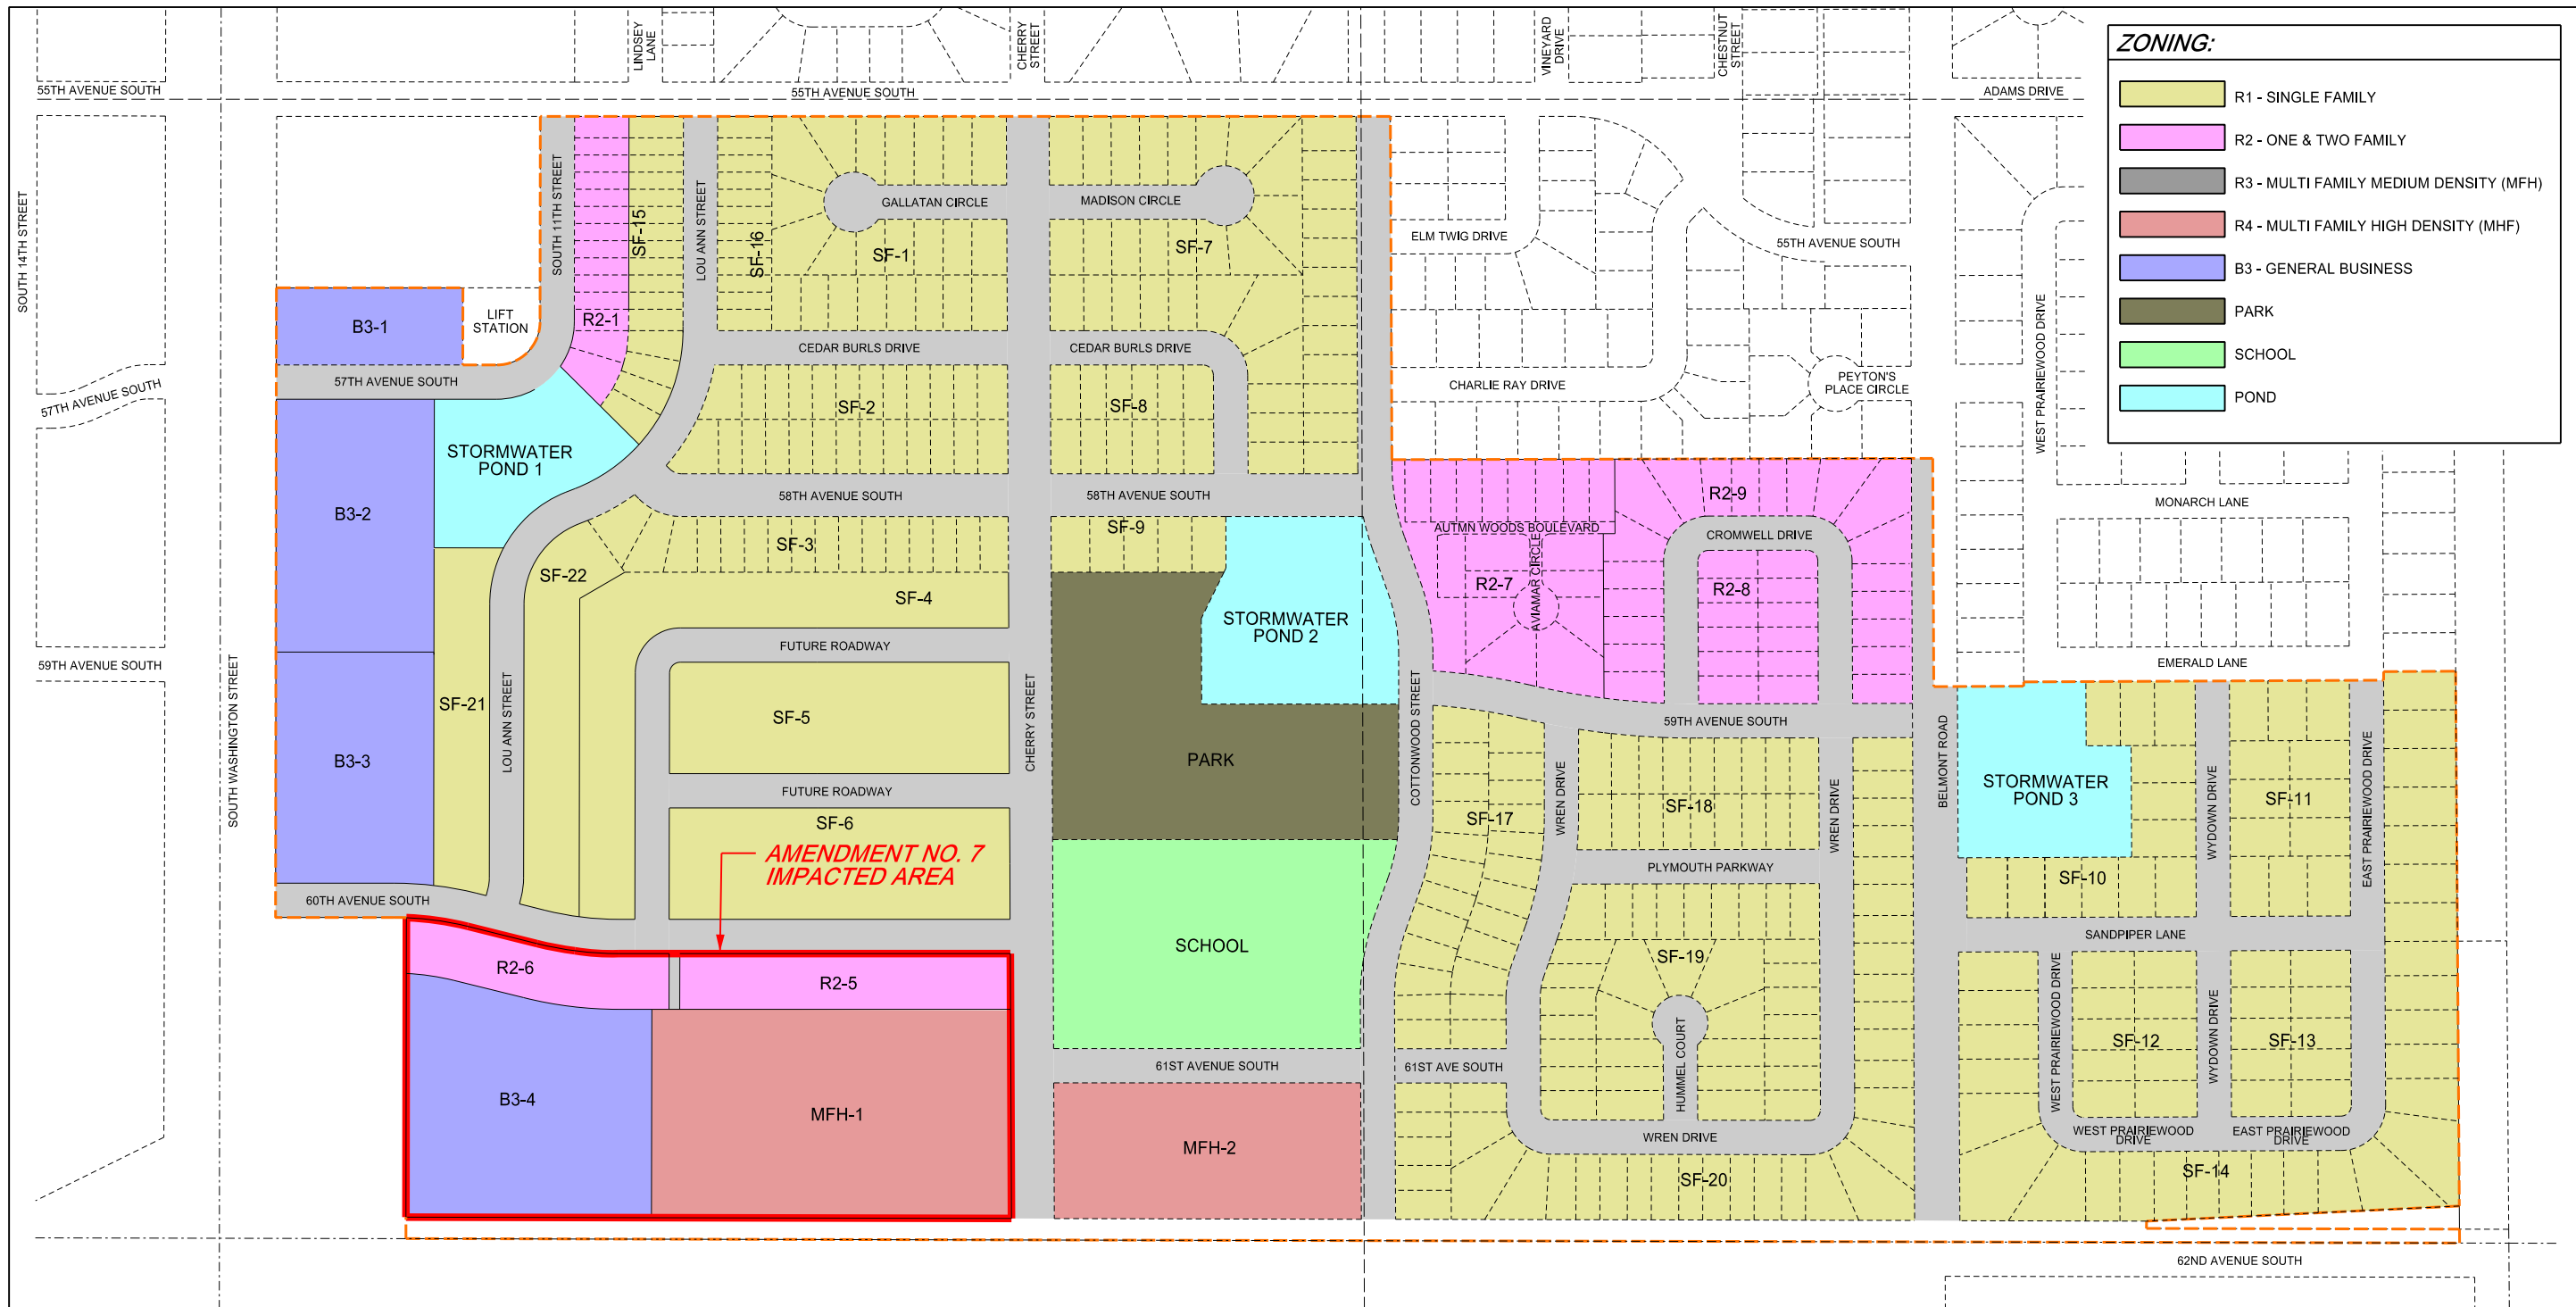 LINDSEY
LANE
CHERRY
STREET
VINEYARD
DRIVE
CHESTNUT
STREET
ZONING:
R1 - SINGLE FAMILY
R2 - ONE & TWO FAMILY
R3 - MULTI FAMILY MEDIUM DENSITY (MFH)
R4 - MULTI FAMILY HIGH DENSITY (MHF)
B3 - GENERAL BUSINESS
PARK
SCHOOL
POND
55TH AVENUE SOUTH
55TH AVENUE SOUTH
ADAMS DRIVE
SOUTH 14TH STREET
SOUTH 11TH STREET
SF-15
LOU ANN STREET
SF-16
GALLATAN CIRCLE
MADISON CIRCLE
SF-1
SF-7
ELM TWIG DRIVE
55TH AVENUE SOUTH
WEST PRAIRIEWOOD DRIVE
B3-1
LIFT
STATION
R2-1
CEDAR BURLS DRIVE
CEDAR BURLS DRIVE
57TH AVENUE SOUTH
57TH AVENUE SOUTH
CHARLIE RAY DRIVE
PEYTON'S
PLACE CIRCLE
SF-2
SF-8
STORMWATER
POND 1
B3-2
58TH AVENUE SOUTH
58TH AVENUE SOUTH
R2-9
MONARCH LANE
SF-9
AUTMN WOODS BOULEVARD
CROMWELL DRIVE
SF-3
SF-22
AVIAMAR CIRCLE
R2-7
R2-8
SF-4
STORMWATER
POND 2
FUTURE ROADWAY
59TH AVENUE SOUTH
EMERALD LANE
SOUTH WASHINGTON STREET
SF-21
LOU ANN STREET
SF-5
CHERRY STREET
COTTONWOOD STREET
59TH AVENUE SOUTH
BELMONT ROAD
B3-3
PARK
WREN DRIVE
WREN DRIVE
STORMWATER
POND 3
WYDOWN DRIVE
SF-11
EAST PRAIRIEWOOD DRIVE
FUTURE ROADWAY
SF-6
SF-17
SF-18
AMENDMENT NO. 7
IMPACTED AREA
PLYMOUTH PARKWAY
SF-10
60TH AVENUE SOUTH
SCHOOL
SANDPIPER LANE
R2-6
R2-5
SF-19
WEST PRAIRIEWOOD DRIVE
WYDOWN DRIVE
SF-12
SF-13
HUMMEL COURT
61ST AVENUE SOUTH
61ST AVE SOUTH
B3-4
MFH-1
MFH-2
WREN DRIVE
WEST PRAIRIEWOOD
DRIVE
EAST PRAIRIEWOOD
DRIVE
SF-20
SF-14
62ND AVENUE SOUTH